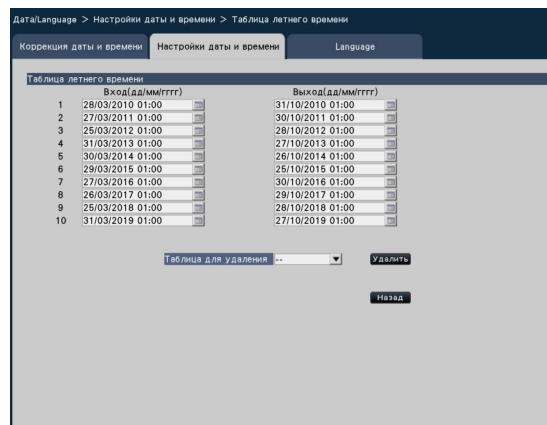 Дата/Language > Настройки даты и времени > Таблица летнего времени
Коррекция даты и времени Настройки даты и времени Language
Таблица летнего времени
Вход(дд/мм/гггг) Выход(дд/мм/гггг)
1 28/03/2010 01:00 31/10/2010 01:00
2 27/03/2011 01:00 30/10/2011 01:00
3 25/03/2012 01:00 28/10/2012 01:00
4 31/03/2013 01:00 27/10/2013 01:00
5 30/03/2014 01:00 26/10/2014 01:00
6 29/03/2015 01:00 25/10/2015 01:00
7 27/03/2016 01:00 30/10/2016 01:00
8 26/03/2017 01:00 29/10/2017 01:00
9 25/03/2018 01:00 28/10/2018 01:00
10 31/03/2019 01:00 27/10/2019 01:00
Таблица для удаления -- Удалить
Назад